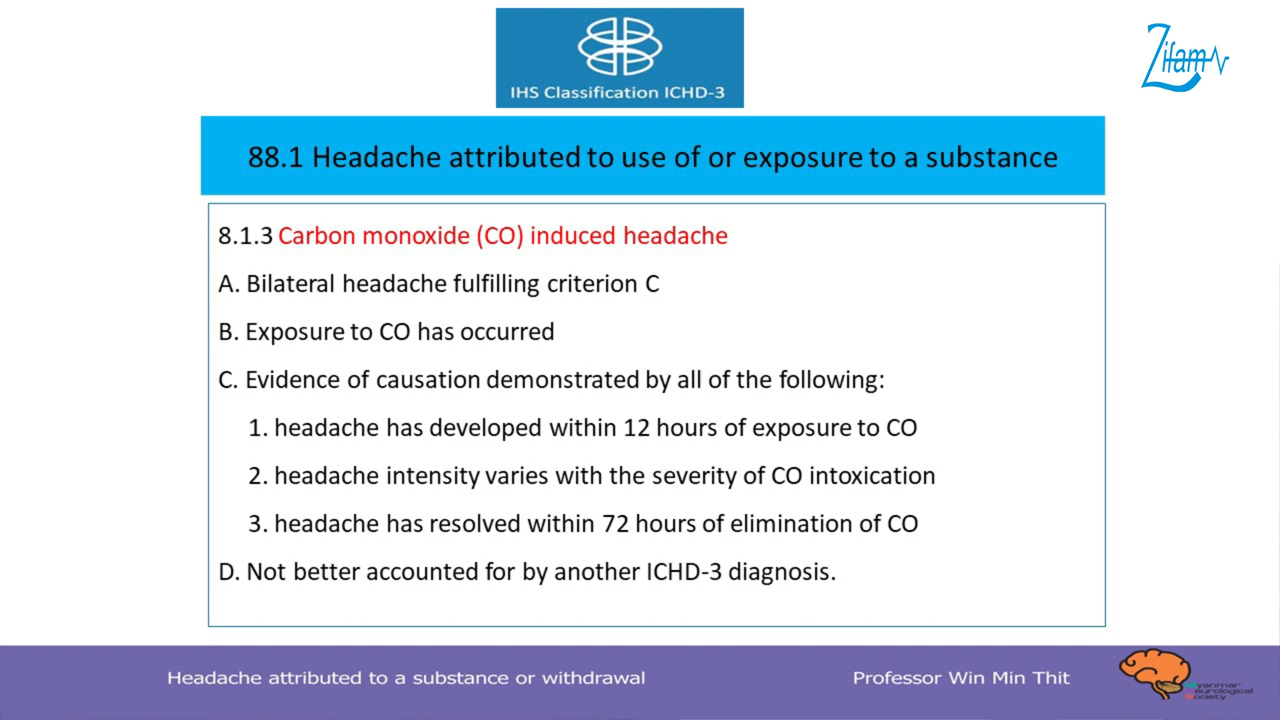 IHS Classification ICHD-3
Zifam
88.1 Headache attributed to use of or exposure to a substance
8.1.3 Carbon monoxide (CO) induced headache
A. Bilateral headache fulfilling criterion C
B. Exposure to CO has occurred
C. Evidence of causation demonstrated by all of the following:
1. headache has developed within 12 hours of exposure to CO
2. headache intensity varies with the severity of CO intoxication
3. headache has resolved within 72 hours of elimination of CO
D. Not better accounted for by another ICHD-3 diagnosis.
Headache attributed to a substance or withdrawal
Professor Win Min Thit
Myanmar
Neurological
Society